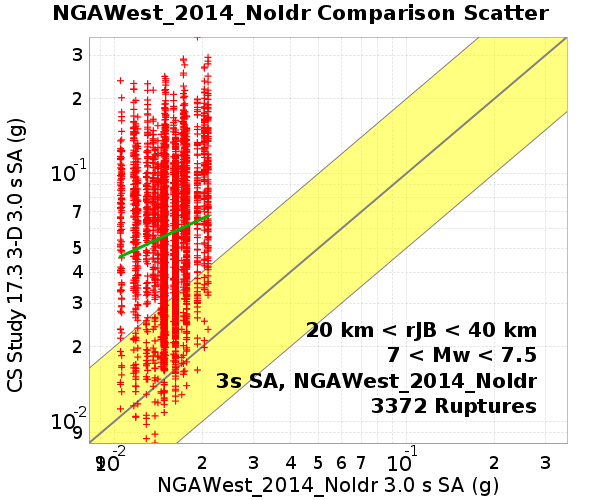 NGAWest_2014_NoIdr Comparison Scatter
CS Study 17.3 3-D 3.0 s SA (g)
3
2
10^-1
7
5
4
3
2
10^-2
9
20 km < rJB < 40 km
7 < Mw < 7.5
3s SA, NGAWest_2014_NoIdr
3372 Ruptures
9 10^-2 2 3 4 5 6 7 10^-1 2 3
NGAWest_2014_NoIdr 3.0 s SA (g)